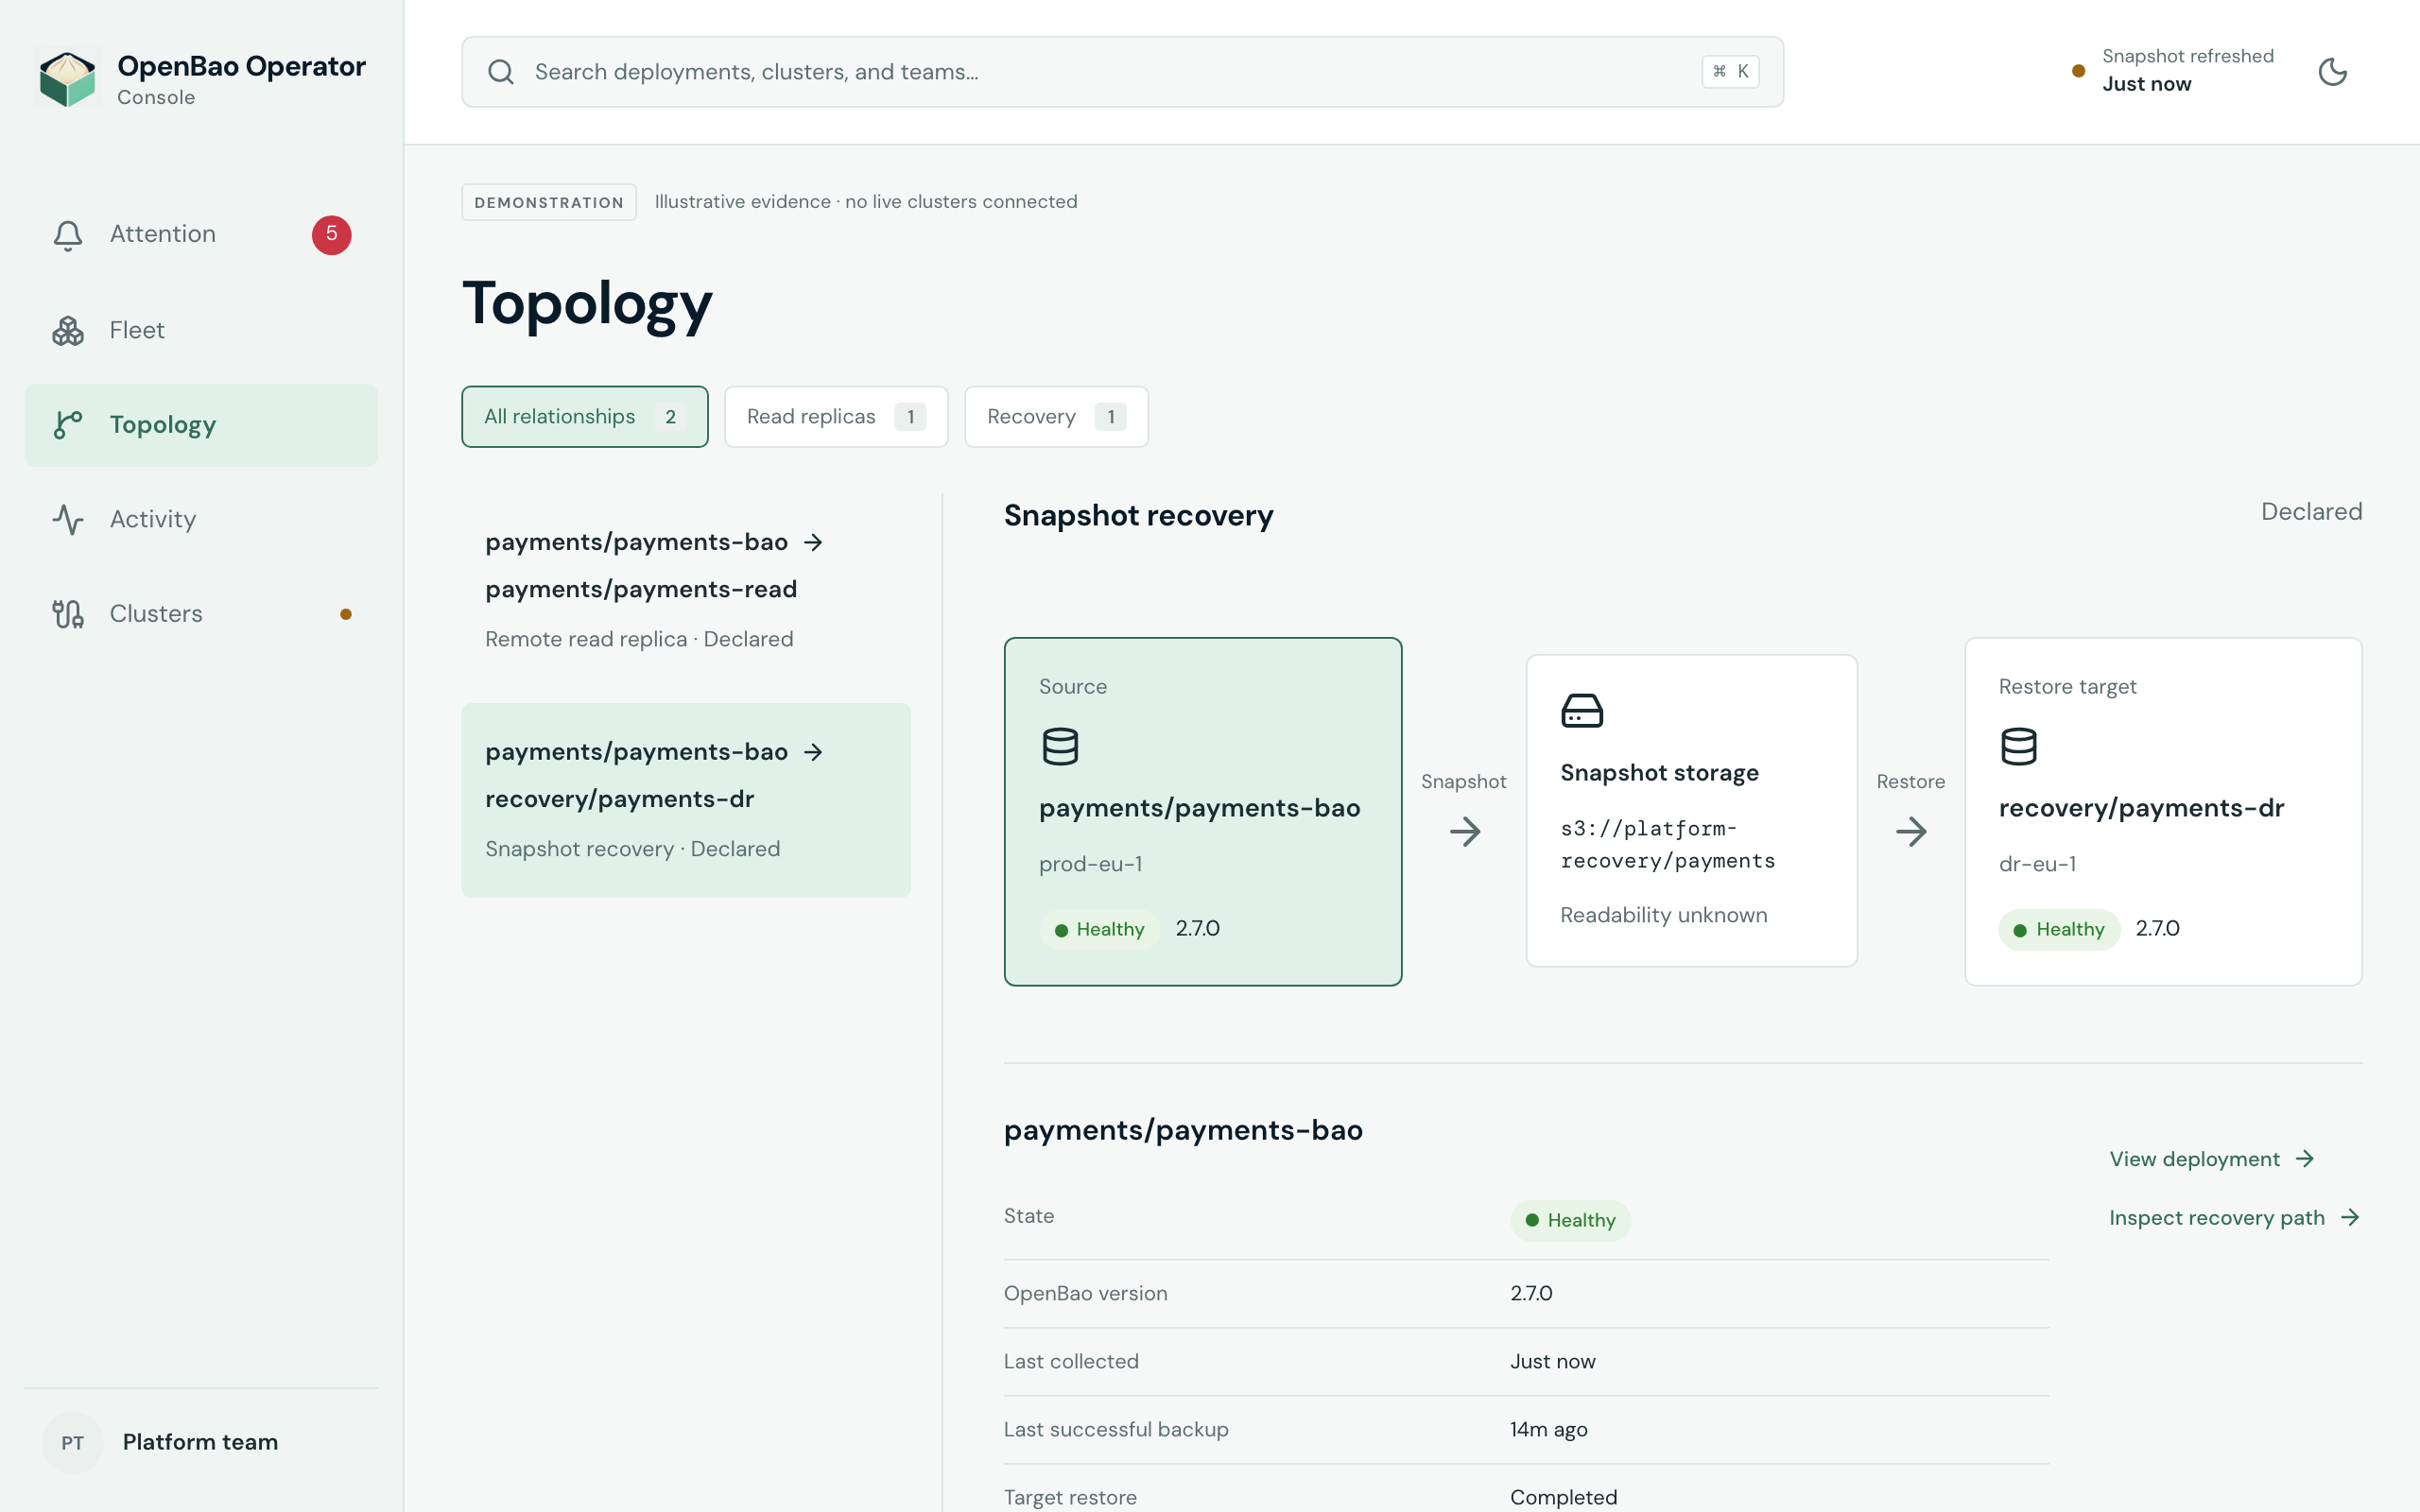 OpenBao Operator
Console
Search deployments, clusters, and teams...
⌘ K
Snapshot refreshed
Just now
Attention
5
Fleet
Topology
Activity
Clusters
PT
Platform team
DEMONSTRATION
Illustrative evidence · no live clusters connected
Topology
All relationships 2
Read replicas 1
Recovery 1
payments/payments-bao →
payments/payments-read
Remote read replica · Declared
payments/payments-bao →
recovery/payments-dr
Snapshot recovery · Declared
Snapshot recovery
Declared
Source
payments/payments-bao
prod-eu-1
Healthy 2.7.0
Snapshot
→
Snapshot storage
s3://platform-
recovery/payments
Readability unknown
Restore
→
Restore target
recovery/payments-dr
dr-eu-1
Healthy 2.7.0
payments/payments-bao
View deployment →
Inspect recovery path →
State Healthy
OpenBao version 2.7.0
Last collected Just now
Last successful backup 14m ago
Target restore Completed